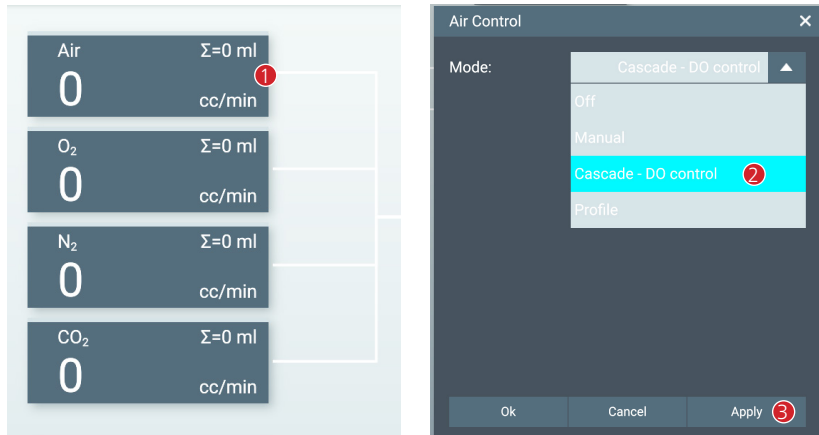 Air Σ=0 ml
1
0 cc/min
O₂ Σ=0 ml
0 cc/min
N₂ Σ=0 ml
0 cc/min
CO₂ Σ=0 ml
0 cc/min
Air Control ×
Mode: Cascade - DO control
Off
Manual
Cascade - DO control 2
Profile
Ok Cancel Apply 3